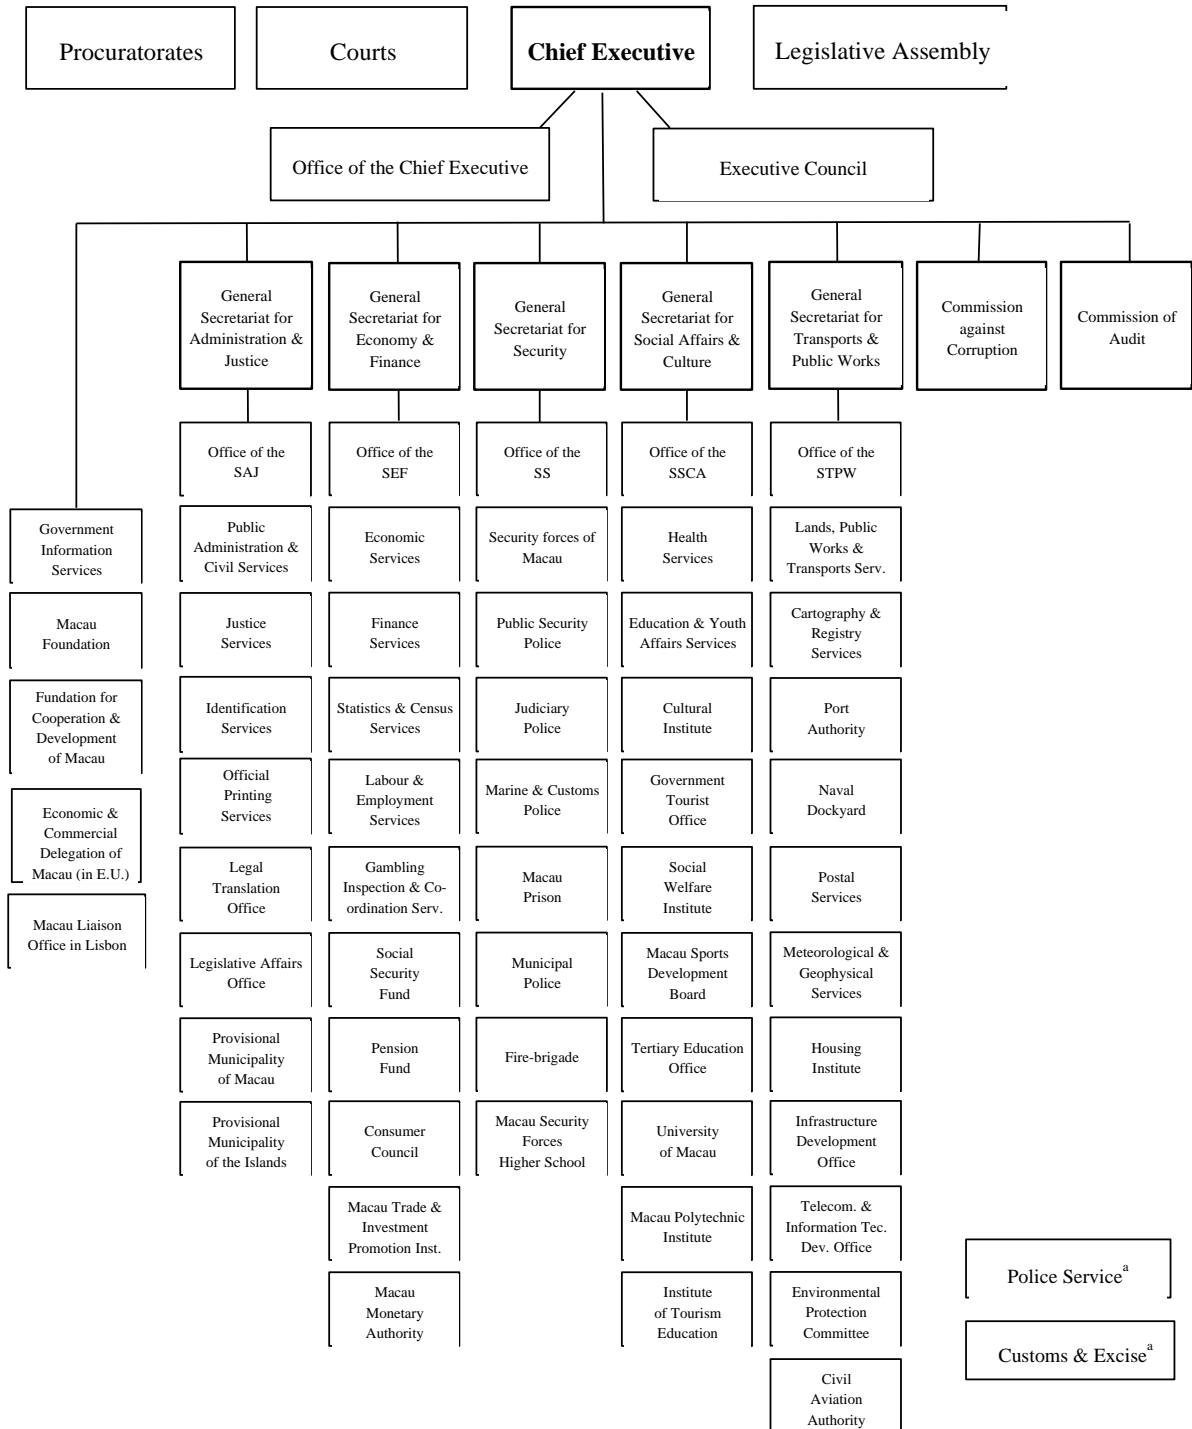 Procuratorates
Courts
Chief Executive
Legislative Assembly
Office of the Chief Executive
Executive Council
General
Secretariat for
Administration &
Justice
General
Secretariat for
Economy &
Finance
General
Secretariat for
Security
General
Secretariat for
Social Affairs &
Culture
General
Secretariat for
Transports &
Public Works
Commission
against
Corruption
Commission of
Audit
Government
Information
Services
Macau
Foundation
Fundation for
Cooperation &
Development
of Macau
Economic &
Commercial
Delegation of
Macau (in E.U.)
Macau Liaison
Office in Lisbon
Office of the
SAJ
Public
Administration &
Civil Services
Justice
Services
Identification
Services
Official
Printing
Services
Legal
Translation
Office
Legislative Affairs
Office
Provisional
Municipality
of Macau
Provisional
Municipality
of the Islands
Office of the
SEF
Economic
Services
Finance
Services
Statistics & Census
Services
Labour &
Employment
Services
Gambling
Inspection & Co-
ordination Serv.
Social
Security
Fund
Pension
Fund
Consumer
Council
Macau Trade &
Investment
Promotion Inst.
Macau
Monetary
Authority
Office of the
SS
Security forces of
Macau
Public Security
Police
Judiciary
Police
Marine & Customs
Police
Macau
Prison
Municipal
Police
Fire-brigade
Macau Security
Forces
Higher School
Office of the
SSCA
Health
Services
Education & Youth
Affairs Services
Cultural
Institute
Government
Tourist
Office
Social
Welfare
Institute
Macau Sports
Development
Board
Tertiary Education
Office
University
of Macau
Macau Polytechnic
Institute
Institute
of Tourism
Education
Office of the
STPW
Lands, Public
Works &
Transports Serv.
Cartography &
Registry
Services
Port
Authority
Naval
Dockyard
Postal
Services
Meteorological &
Geophysical
Services
Housing
Institute
Infrastructure
Development
Office
Telecom. &
Information Tec.
Dev. Office
Environmental
Protection
Committee
Civil
Aviation
Authority
Police Service a
Customs & Excise a